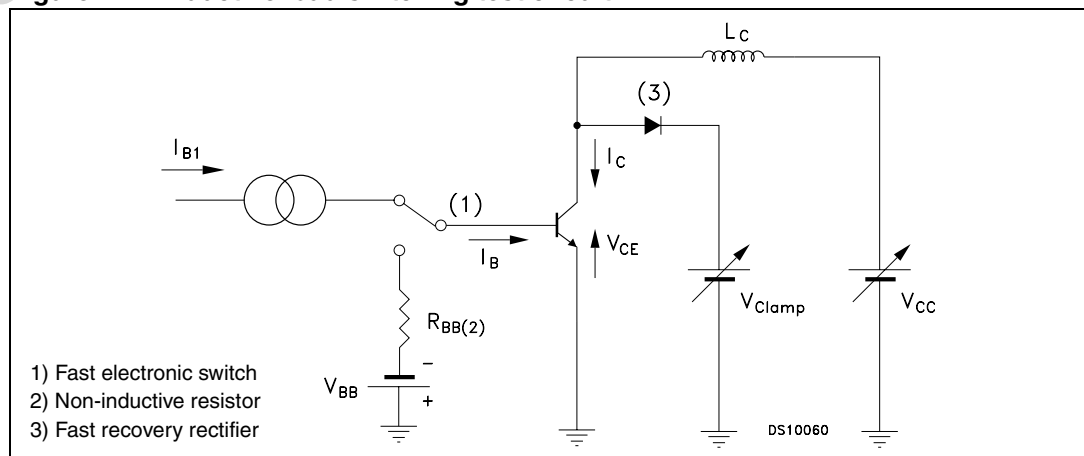 L_C
(3)
I_B1
I_C
(1)
I_B
V_CE
V_Clamp
V_CC
R_BB(2)
−
V_BB
+
1) Fast electronic switch
2) Non-inductive resistor
3) Fast recovery rectifier
DS10060